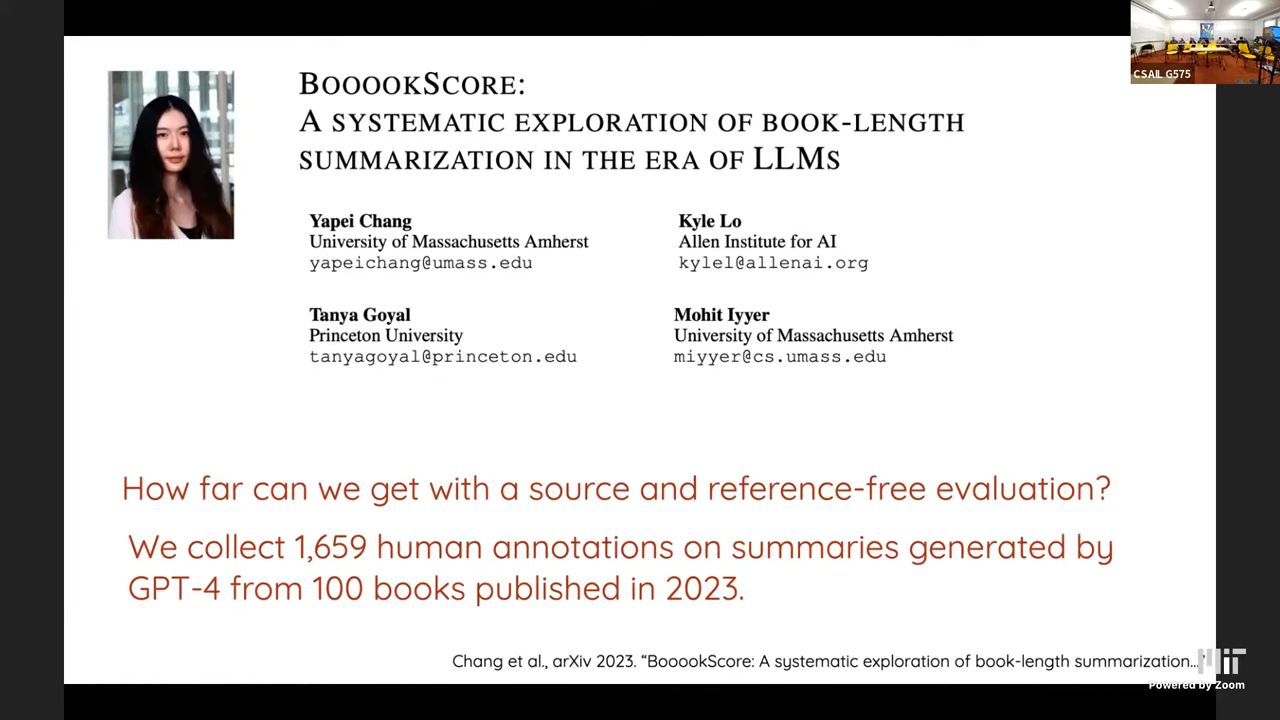 CSAIL G575
BOOOOKSCORE:
A SYSTEMATIC EXPLORATION OF BOOK-LENGTH
SUMMARIZATION IN THE ERA OF LLMS
Yapei Chang
University of Massachusetts Amherst
yapeichang@umass.edu
Kyle Lo
Allen Institute for AI
kylel@allenai.org
Tanya Goyal
Princeton University
tanyagoyal@princeton.edu
Mohit Iyyer
University of Massachusetts Amherst
miyyer@cs.umass.edu
How far can we get with a source and reference-free evaluation?
We collect 1,659 human annotations on summaries generated by
GPT-4 from 100 books published in 2023.
Chang et al., arXiv 2023. “BooookScore: A systematic exploration of book-length summarization...”
MIT
Powered by Zoom